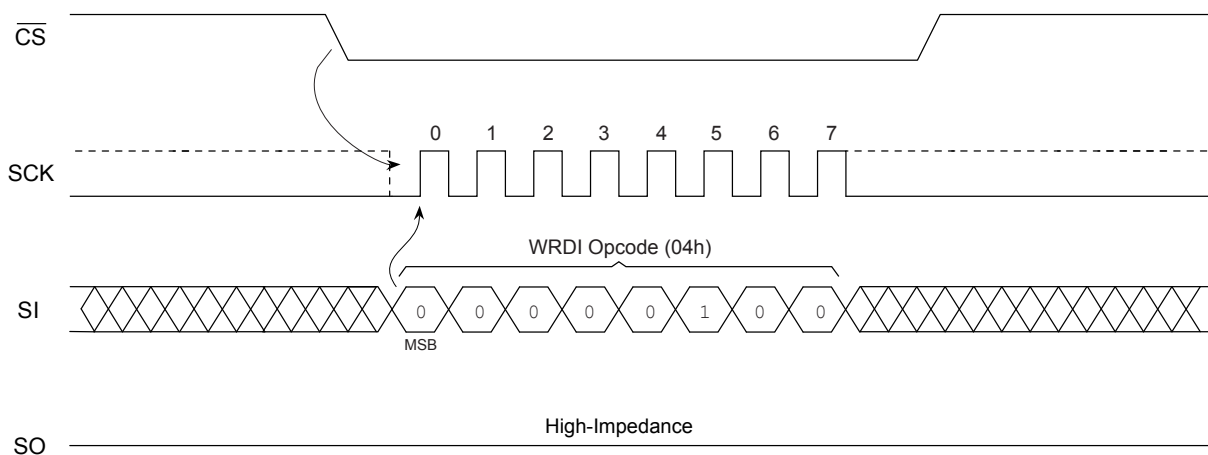 CS
0 1 2 3 4 5 6 7
SCK
WRDI Opcode (04h)
SI
0 0 0 0 0 1 0 0
MSB
High-Impedance
SO